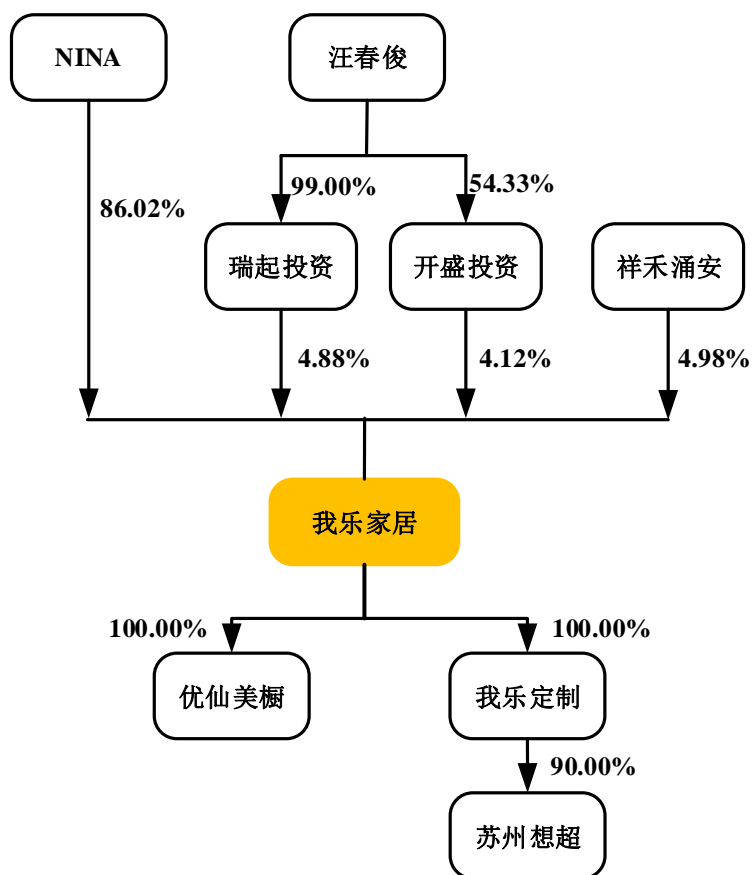 NINA
汪春俊
99.00%
54.33%
86.02%
瑞起投资
开盛投资
祥禾涌安
4.88%
4.12%
4.98%
我乐家居
100.00%
100.00%
优仙美橱
我乐定制
90.00%
苏州想超